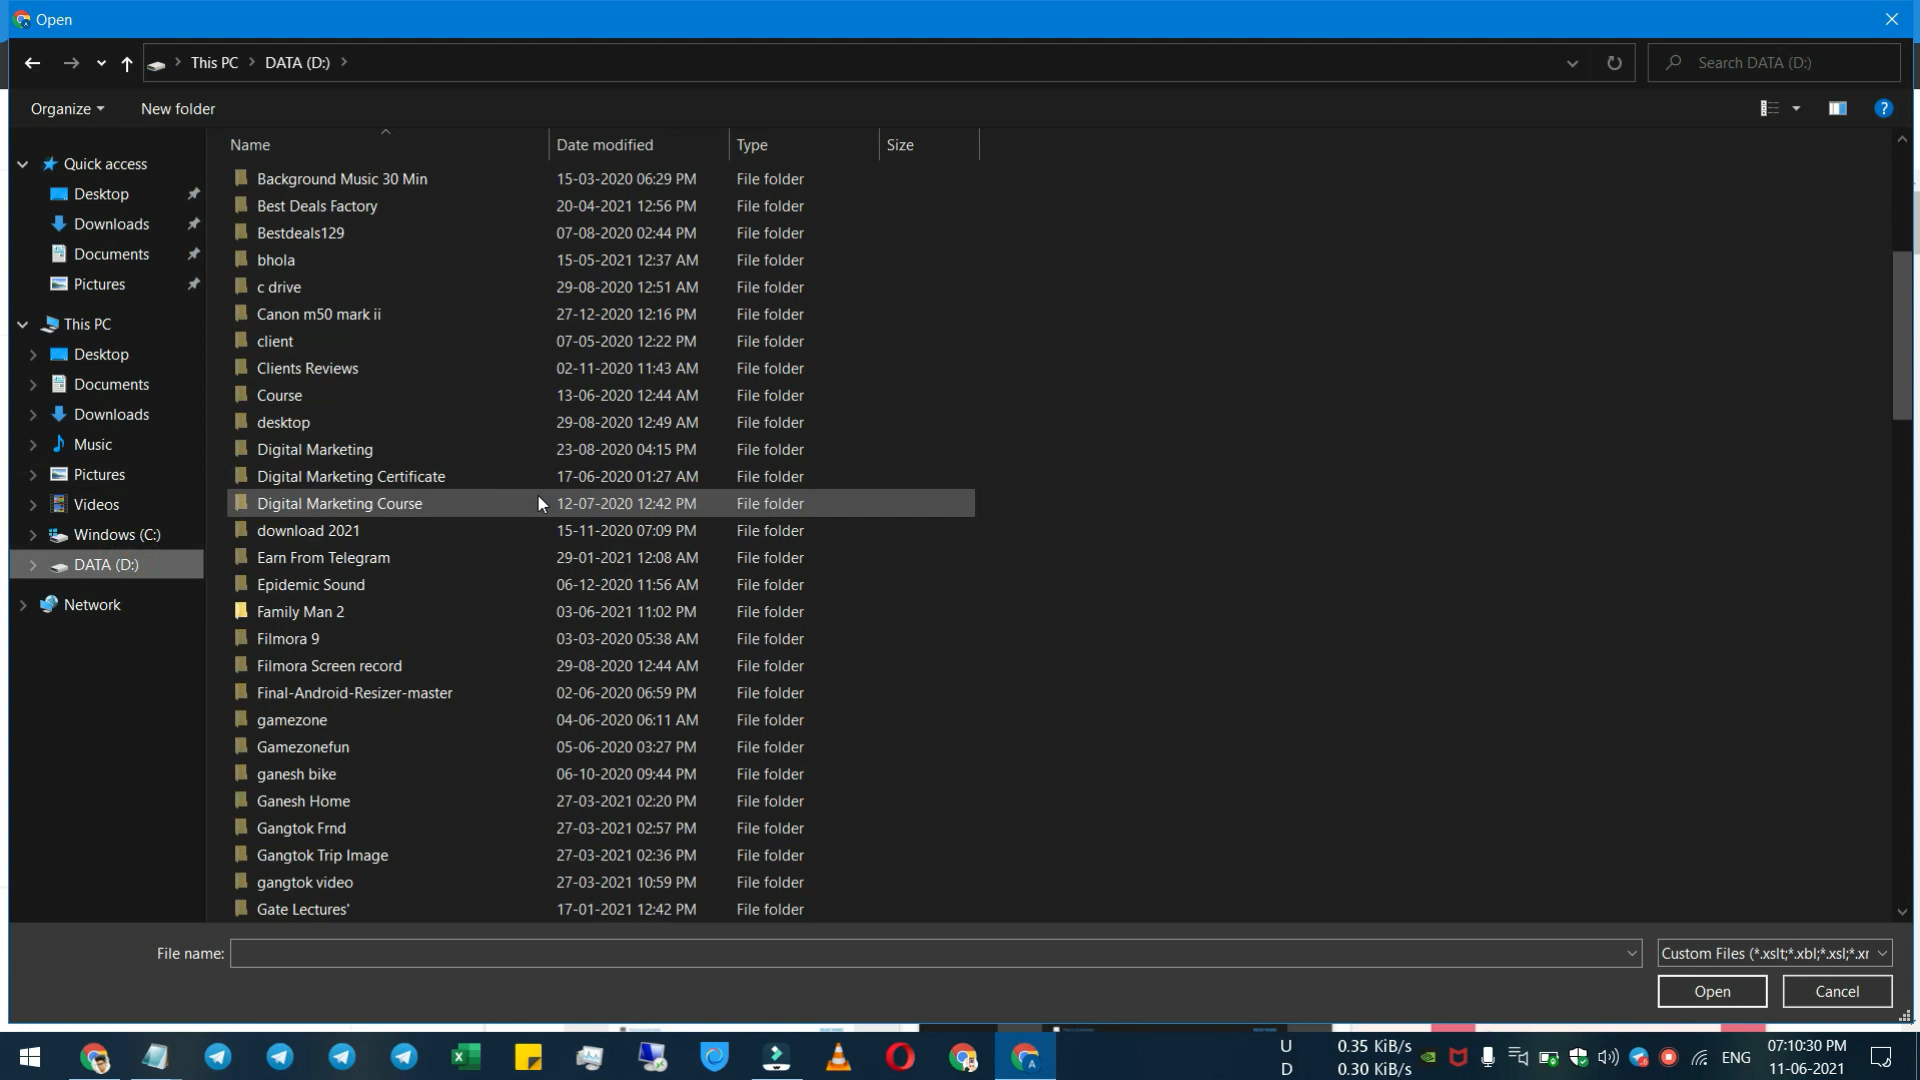 Open
This PC
DATA (D:)
Search DATA (D:)
Organize
New folder
Name
Date modified
Type
Size
Quick access
Desktop
Downloads
Documents
Pictures
This PC
Desktop
Documents
Downloads
Music
Pictures
Videos
Windows (C:)
DATA (D:)
Network
Background Music 30 Min 15-03-2020 06:29 PM File folder
Best Deals Factory 20-04-2021 12:56 PM File folder
Bestdeals129 07-08-2020 02:44 PM File folder
bhola 15-05-2021 12:37 AM File folder
c drive 29-08-2020 12:51 AM File folder
Canon m50 mark ii 27-12-2020 12:16 PM File folder
client 07-05-2020 12:22 PM File folder
Clients Reviews 02-11-2020 11:43 AM File folder
Course 13-06-2020 12:44 AM File folder
desktop 29-08-2020 12:49 AM File folder
Digital Marketing 23-08-2020 04:15 PM File folder
Digital Marketing Certificate 17-06-2020 01:27 AM File folder
Digital Marketing Course 12-07-2020 12:42 PM File folder
download 2021 15-11-2020 07:09 PM File folder
Earn From Telegram 29-01-2021 12:08 AM File folder
Epidemic Sound 06-12-2020 11:56 AM File folder
Family Man 2 03-06-2021 11:02 PM File folder
Filmora 9 03-03-2020 05:38 AM File folder
Filmora Screen record 29-08-2020 12:44 AM File folder
Final-Android-Resizer-master 02-06-2020 06:59 PM File folder
gamezone 04-06-2020 06:11 AM File folder
Gamezonefun 05-06-2020 03:27 PM File folder
ganesh bike 06-10-2020 09:44 PM File folder
Ganesh Home 27-03-2021 02:20 PM File folder
Gangtok Frnd 27-03-2021 02:57 PM File folder
Gangtok Trip Image 27-03-2021 02:36 PM File folder
gangtok video 27-03-2021 10:59 PM File folder
Gate Lectures' 17-01-2021 12:42 PM File folder
File name:
Custom Files (*.xslt;*.xbl;*.xsl;*.xr
Open
Cancel
U 0.35 KiB/s
D 0.30 KiB/s
ENG
07:10:30 PM
11-06-2021